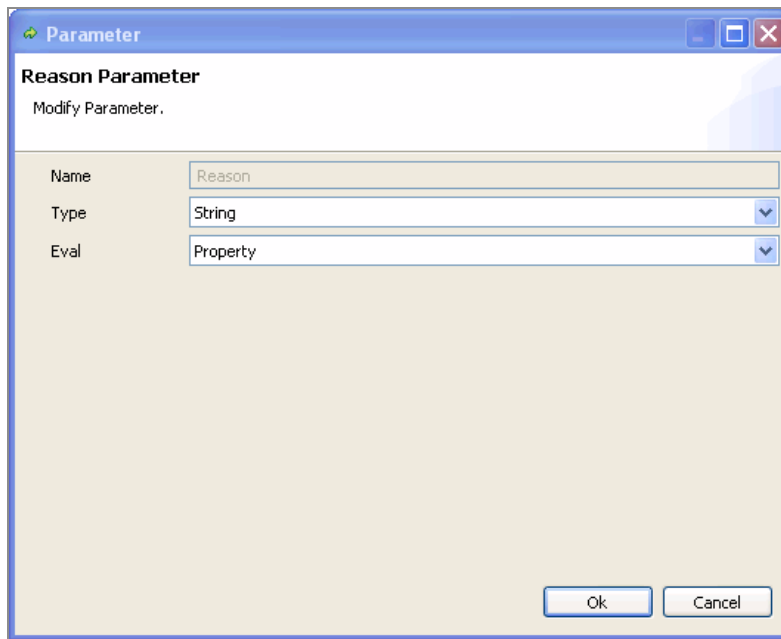 Parameter
Reason Parameter
Modify Parameter.
Name Reason
Type String
Eval Property
Ok Cancel